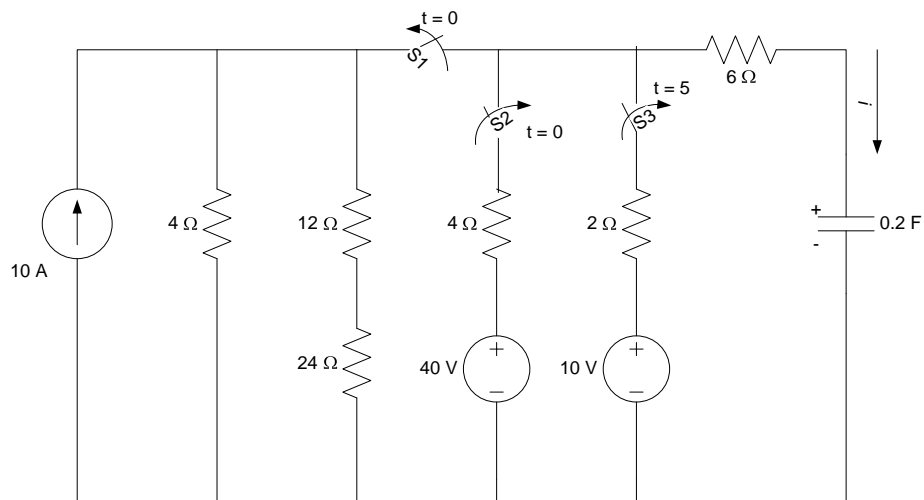 t = 0
S1
6 Ω
i
S2
t = 0
S3
t = 5
10 A
4 Ω
12 Ω
4 Ω
2 Ω
+
-
0.2 F
24 Ω
40 V
+
−
10 V
+
−